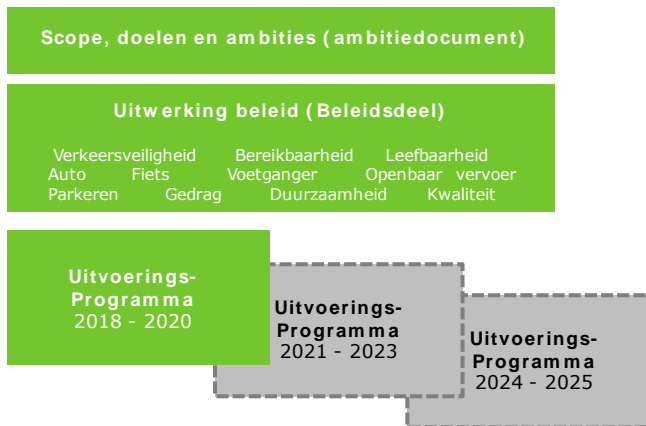 Scope, doelen en ambities (ambitiedocument)
Uitwerking beleid (Beleidsdeel)
Verkeersveiligheid Bereikbaarheid Leefbaarheid
Auto Fiets Voetganger Openbaar vervoer
Parkeren Gedrag Duurzaamheid Kwaliteit
Uitvoerings-
Programma
2018 - 2020
Uitvoerings-
Programma
2021 - 2023
Uitvoerings-
Programma
2024 - 2025